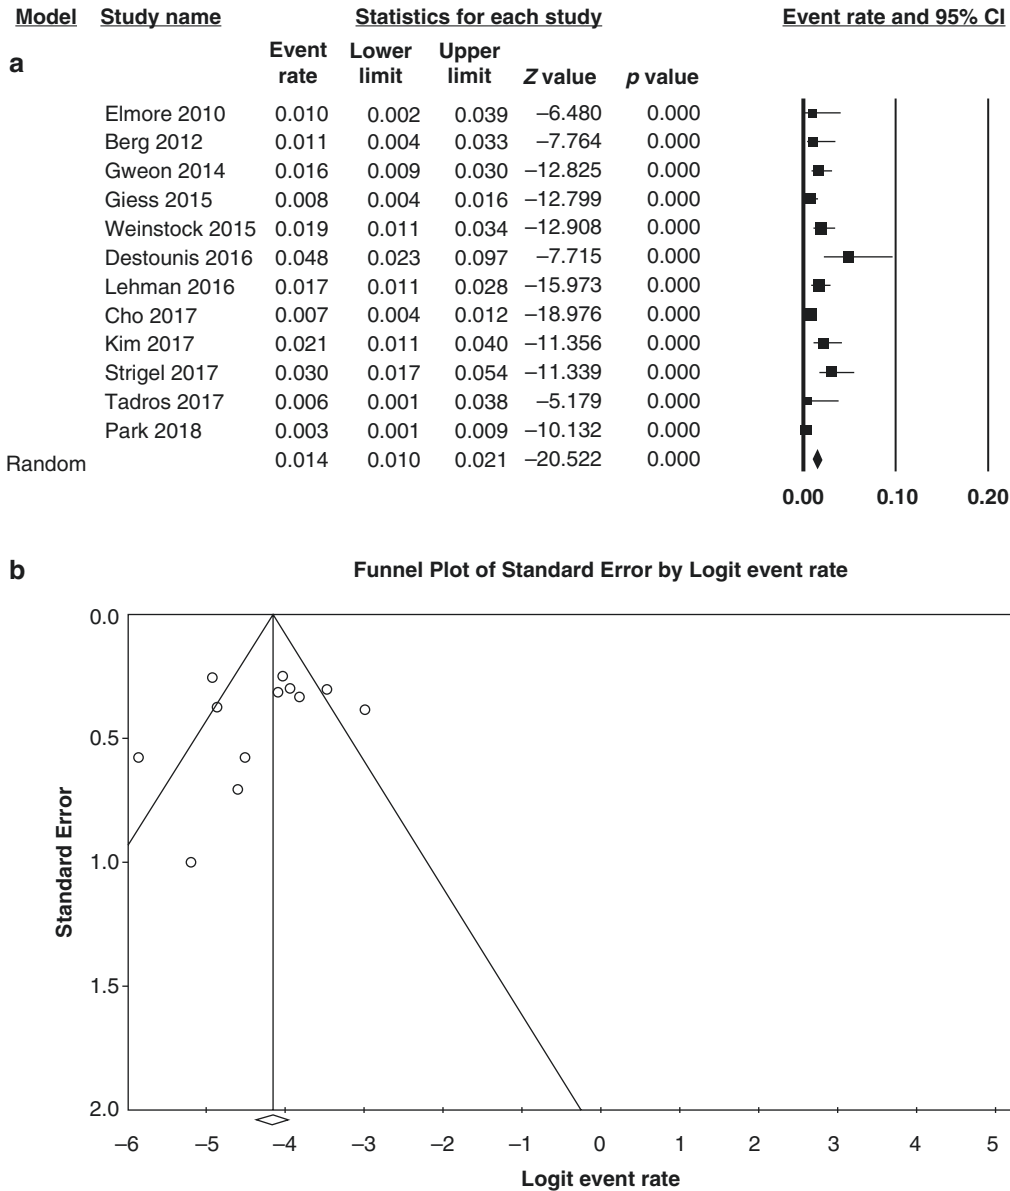 Model Study name Statistics for each study Event rate and 95% CI
a
Event rate Lower limit Upper limit Z value p value
Elmore 2010 0.010 0.002 0.039 −6.480 0.000
Berg 2012 0.011 0.004 0.033 −7.764 0.000
Gweon 2014 0.016 0.009 0.030 −12.825 0.000
Giess 2015 0.008 0.004 0.016 −12.799 0.000
Weinstock 2015 0.019 0.011 0.034 −12.908 0.000
Destounis 2016 0.048 0.023 0.097 −7.715 0.000
Lehman 2016 0.017 0.011 0.028 −15.973 0.000
Cho 2017 0.007 0.004 0.012 −18.976 0.000
Kim 2017 0.021 0.011 0.040 −11.356 0.000
Strigel 2017 0.030 0.017 0.054 −11.339 0.000
Tadros 2017 0.006 0.001 0.038 −5.179 0.000
Park 2018 0.003 0.001 0.009 −10.132 0.000
Random 0.014 0.010 0.021 −20.522 0.000
0.00 0.10 0.20
b
Funnel Plot of Standard Error by Logit event rate
0.0
0.5
1.0
1.5
2.0
Standard Error
−6 −5 −4 −3 −2 −1 0 1 2 3 4 5
Logit event rate